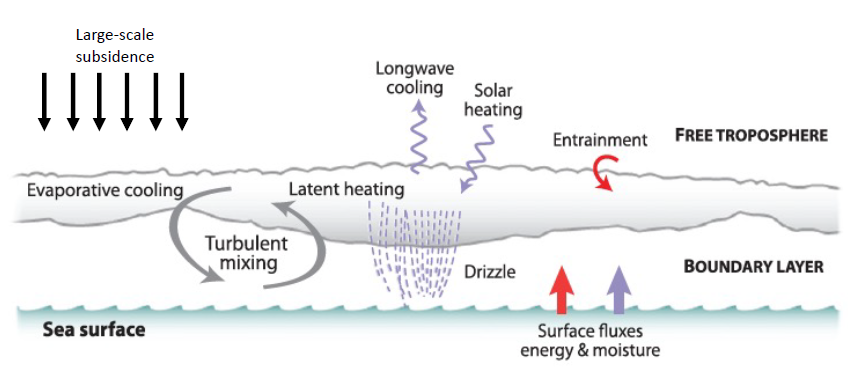 Large-scale
subsidence
Longwave
cooling
Solar
heating
Entrainment
FREE TROPOSPHERE
Evaporative cooling
Latent heating
Turbulent
mixing
Drizzle
BOUNDARY LAYER
Sea surface
Surface fluxes
energy & moisture